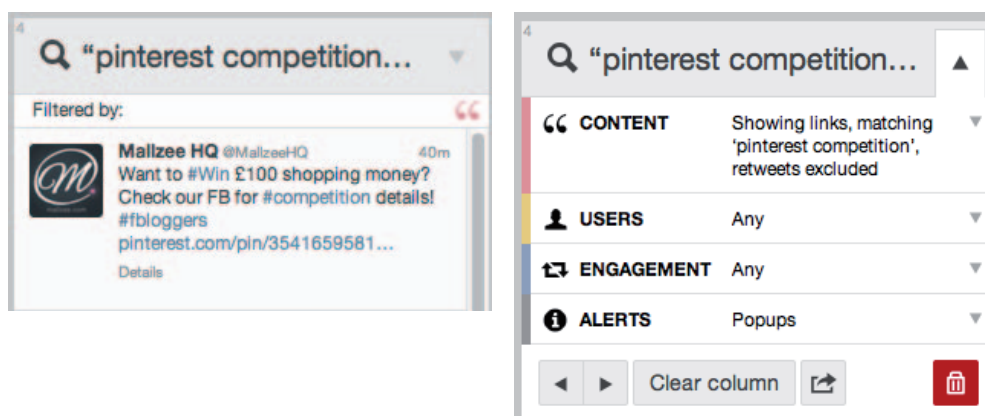 4
“pinterest competition...
Filtered by:
Mallzee HQ @MallzeeHQ 40m
Want to #Win £100 shopping money?
Check our FB for #competition details!
#fbloggers
pinterest.com/pin/3541659581...
Details
4
“pinterest competition...
CONTENT Showing links, matching
‘pinterest competition’,
retweets excluded
USERS Any
ENGAGEMENT Any
ALERTS Popups
Clear column